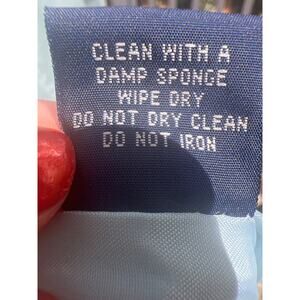 CLEAN WITH A
DAMP SPONGE
WIPE DRY
DO NOT DRY CLEAN
DO NOT IRON